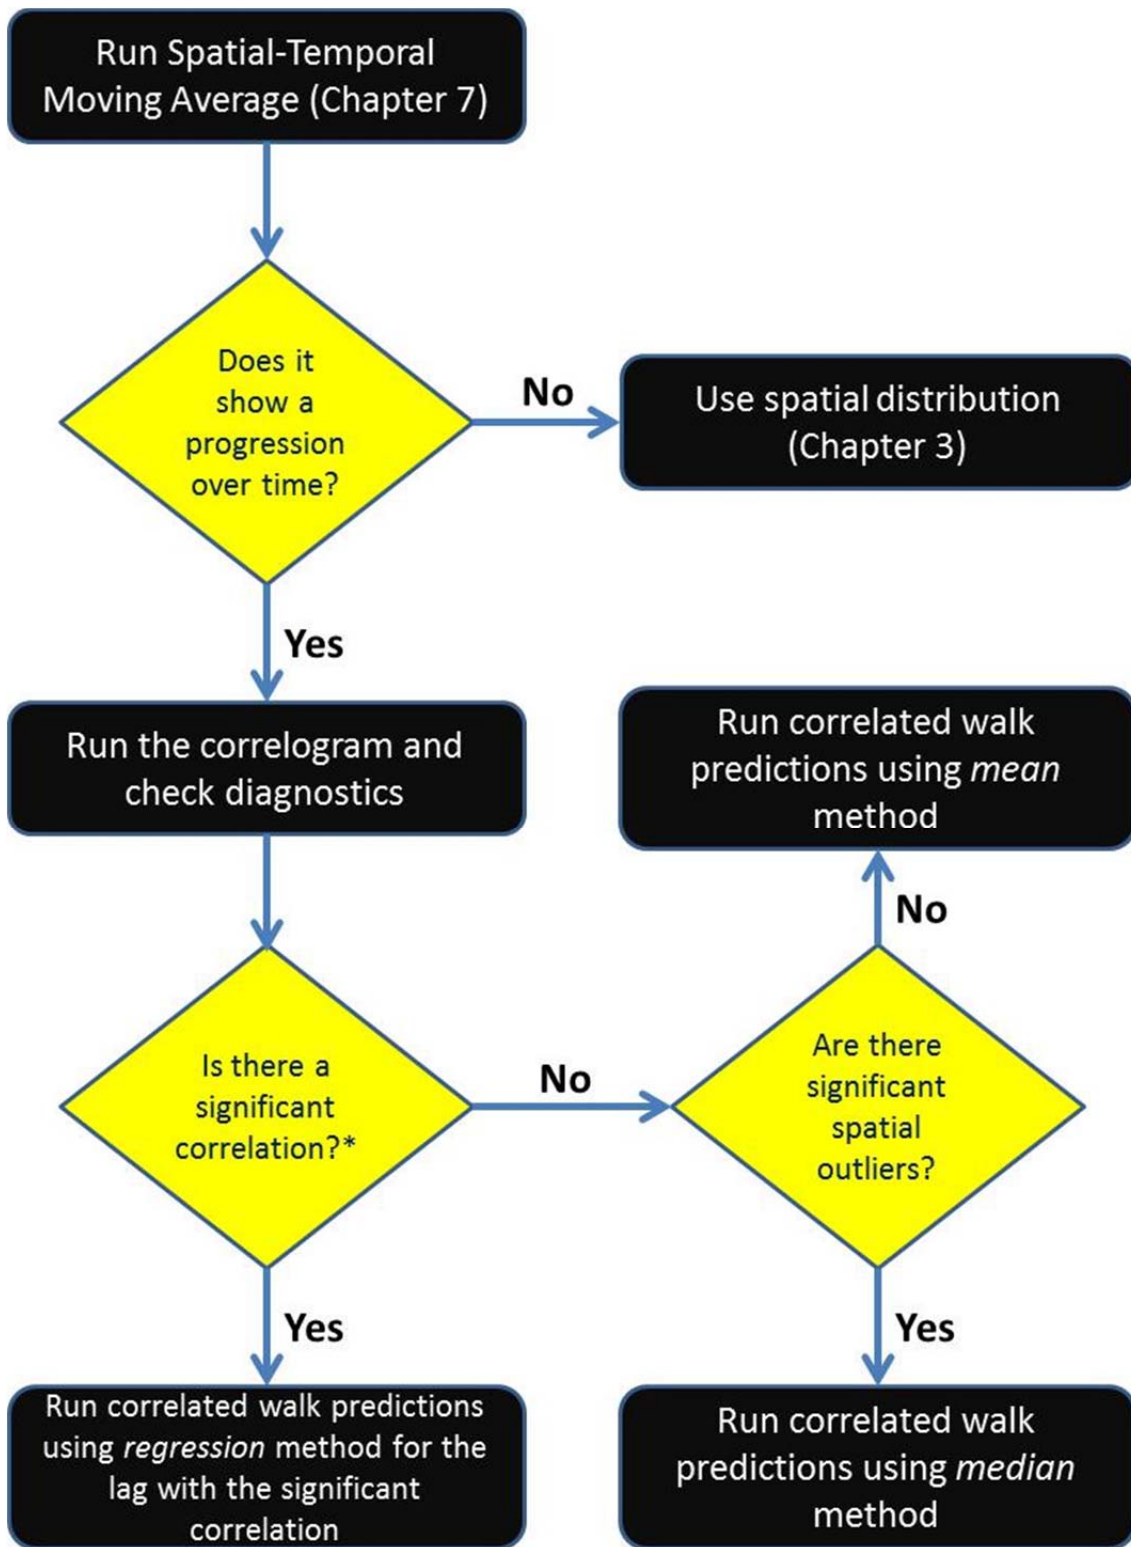 Run Spatial-Temporal
Moving Average (Chapter 7)
Does it
show a
progression
over time?
No
Use spatial distribution
(Chapter 3)
Yes
Run the correlogram and
check diagnostics
Run correlated walk
predictions using mean
method
No
Is there a
significant
correlation?*
No
Are there
significant
spatial
outliers?
Yes
Run correlated walk predictions
using regression method for the
lag with the significant
correlation
Yes
Run correlated walk
predictions using median
method